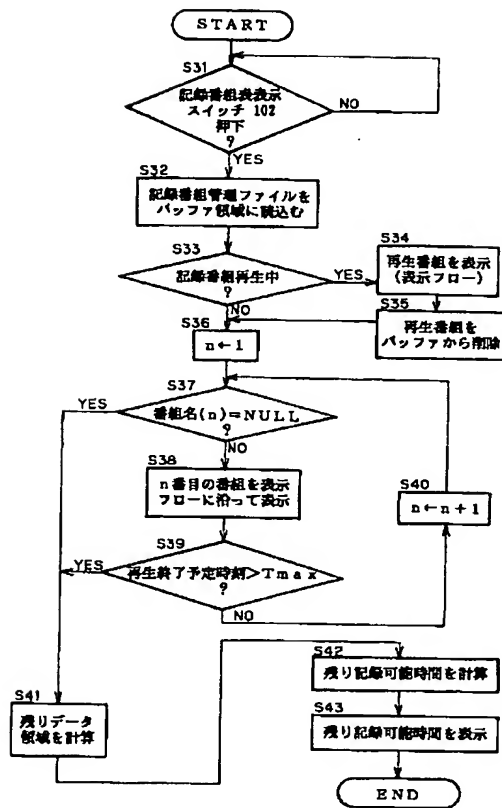 START
S31
記録番組表表示
スイッチ 102
押下
?
NO
YES
S32
記録番組管理ファイルを
バッファ領域に読込む
S33
記録番組再生中
?
YES
NO
S34
再生番組を表示
(表示フロー)
S35
再生番組を
バッファから削除
S36
n←1
S37
番組名(n)=NULL
?
YES
NO
S38
n番目の番組を表示
フローに沿って表示
S39
再生終了予定時刻>Tmax
?
YES
NO
S40
n←n+1
S41
残りデータ
領域を計算
S42
残り記録可能時間を計算
S43
残り記録可能時間を表示
END